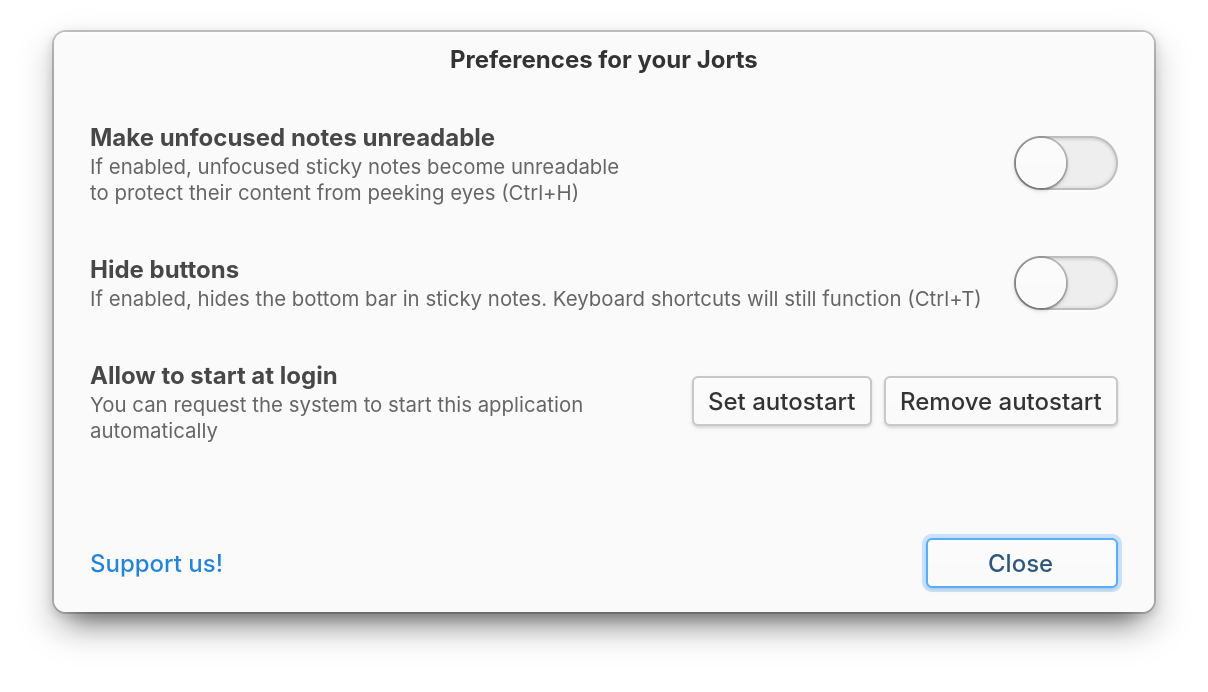 Preferences for your Jorts
Make unfocused notes unreadable
If enabled, unfocused sticky notes become unreadable
to protect their content from peeking eyes (Ctrl+H)
Hide buttons
If enabled, hides the bottom bar in sticky notes. Keyboard shortcuts will still function (Ctrl+T)
Allow to start at login
You can request the system to start this application
automatically
Set autostart
Remove autostart
Support us!
Close